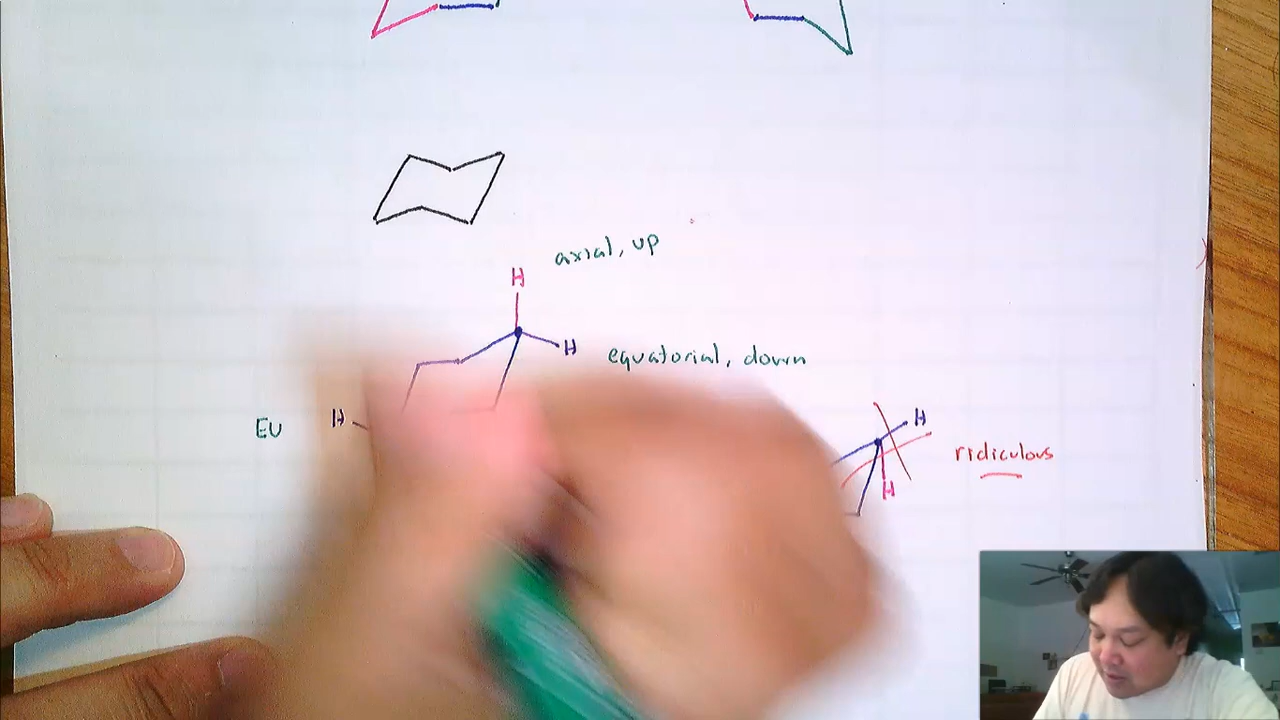 axial, up
H
H
equatorial, down
H
EU
H
ridiculous
H